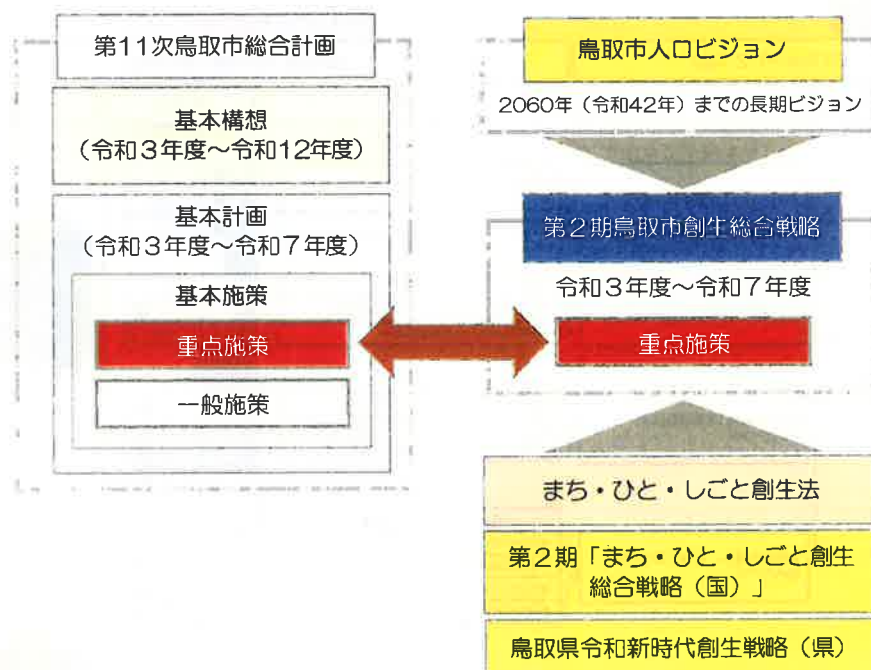 第11次鳥取市総合計画
基本構想
（令和３年度～令和12年度）
基本計画
（令和３年度～令和７年度）
基本施策
重点施策
一般施策
鳥取市人口ビジョン
2060年（令和42年）までの長期ビジョン
第２期鳥取市創生総合戦略
令和３年度～令和７年度
重点施策
まち・ひと・しごと創生法
第２期「まち・ひと・しごと創生
総合戦略（国）」
鳥取県令和新時代創生戦略（県）